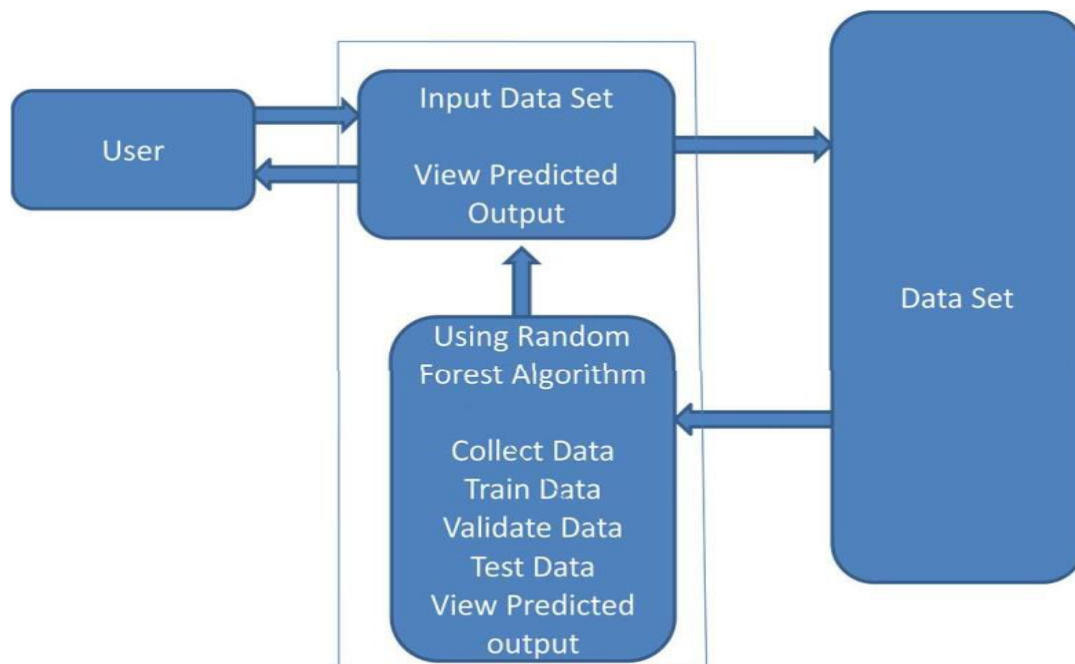 User
Input Data Set
View Predicted
Output
Data Set
Using Random
Forest Algorithm
Collect Data
Train Data
Validate Data
Test Data
View Predicted
output